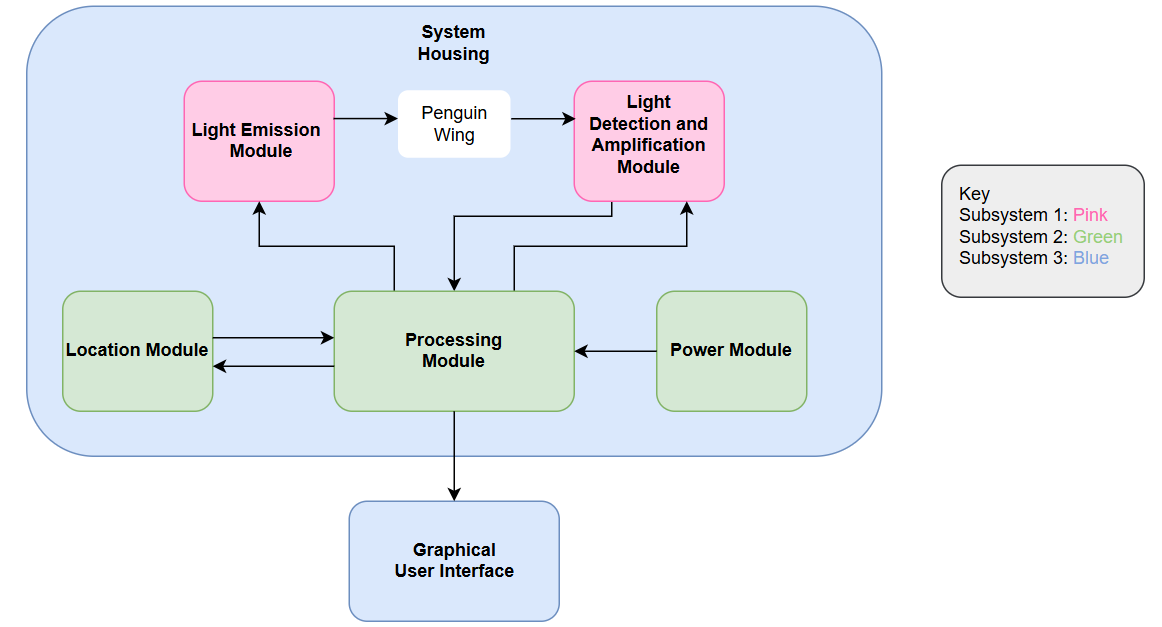 System
Housing
Light Emission
Module
Penguin
Wing
Light
Detection and
Amplification
Module
Key
Subsystem 1: Pink
Subsystem 2: Green
Subsystem 3: Blue
Location Module
Processing
Module
Power Module
Graphical
User Interface